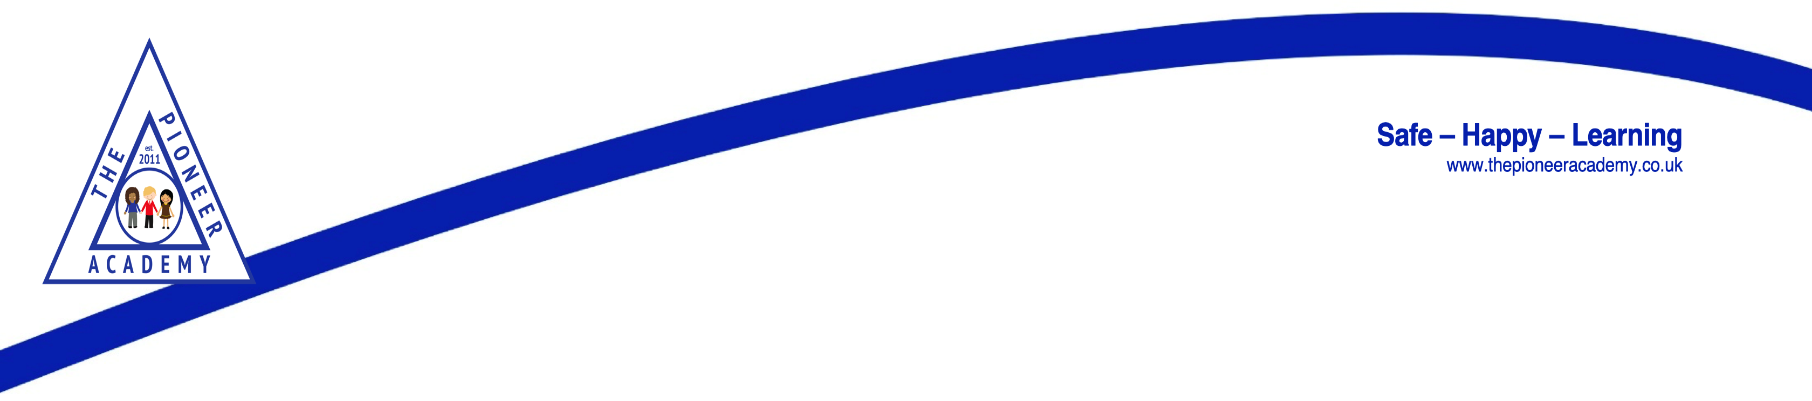 THE PIONEER
est.
2011
ACADEMY
Safe – Happy – Learning
www.thepioneeracademy.co.uk